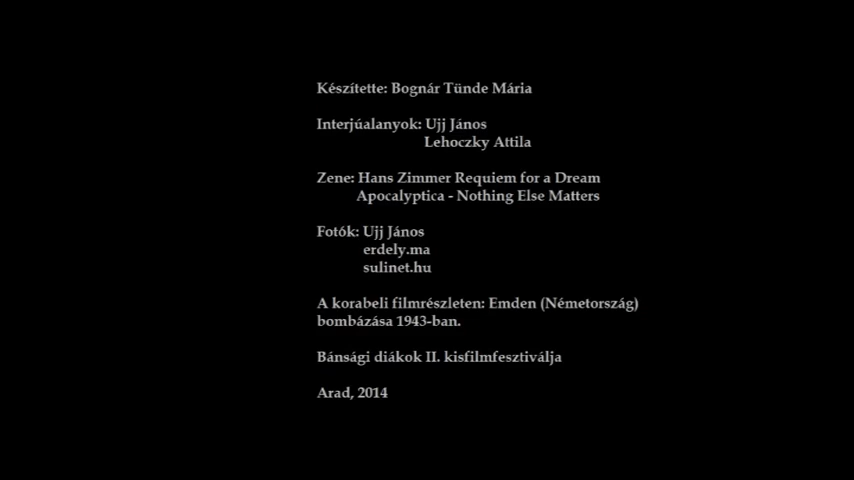 Készítette: Bognár Tünde Mária
Interjúalanyok: Ujj János
Lehoczky Attila
Zene: Hans Zimmer Requiem for a Dream
Apocalyptica - Nothing Else Matters
Fotók: Ujj János
erdely.ma
sulinet.hu
A korabeli filmrészleten: Emden (Németország)
bombázása 1943-ban.
Bánsági diákok II. kisfilmfesztiválja
Arad, 2014